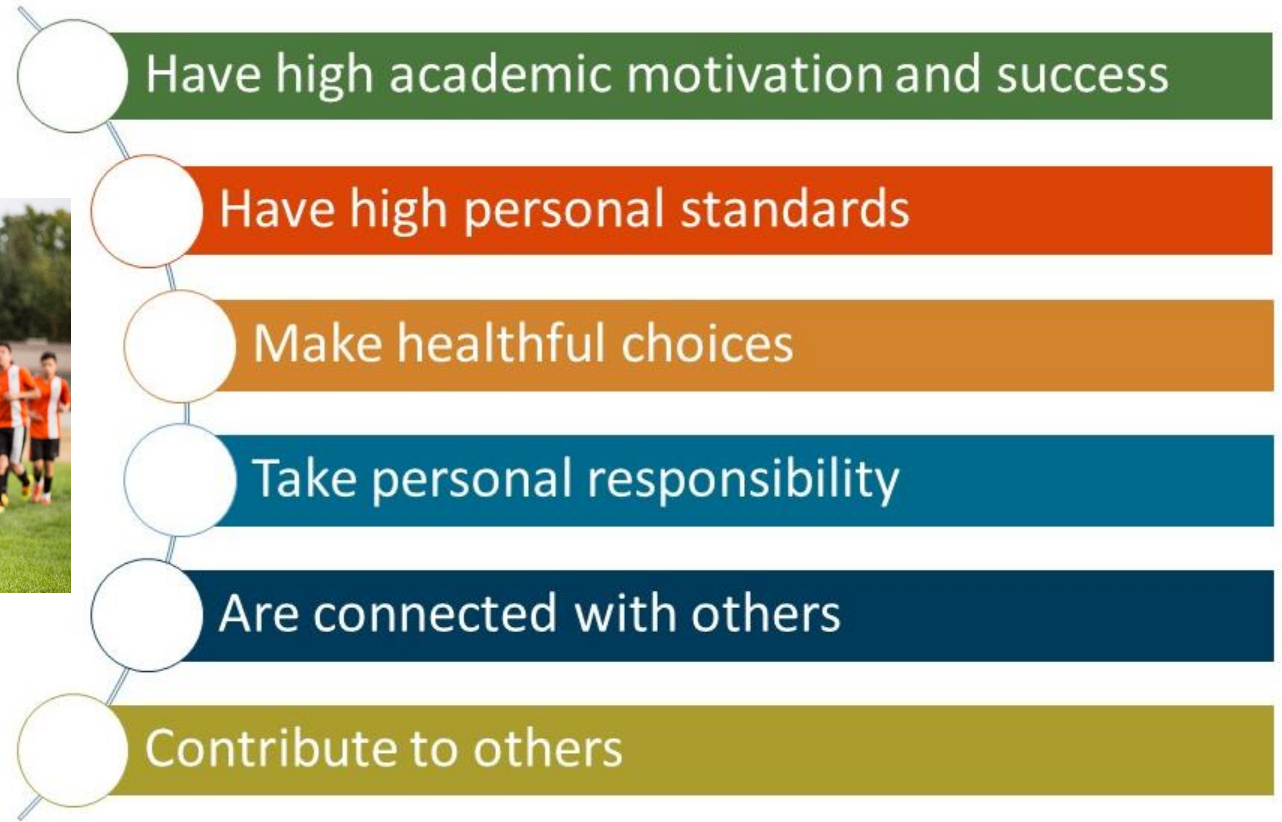 Have high academic motivation and success
Have high personal standards
Make healthful choices
Take personal responsibility
Are connected with others
Contribute to others